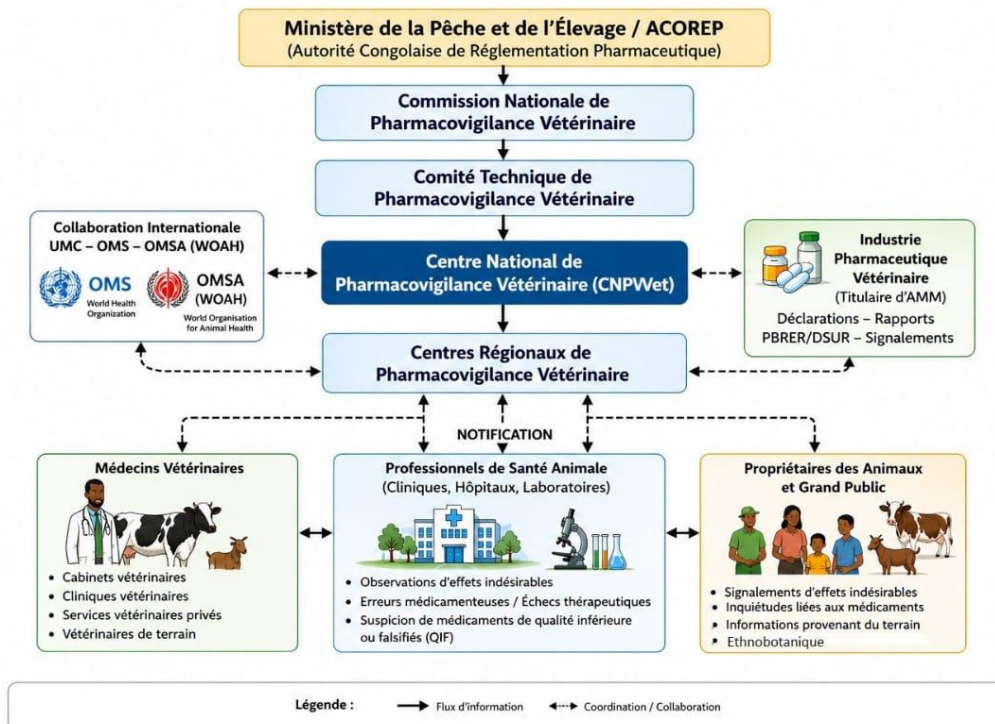 Ministère de la Pêche et de l'Élevage / ACOREP
(Autorité Congolaise de Réglementation Pharmaceutique)
Commission Nationale de
Pharmacovigilance Vétérinaire
Comité Technique de
Pharmacovigilance Vétérinaire
Collaboration Internationale
UMC – OMS – OMSA (WOAH)
OMS
World Health
Organization
OMSA
(WOAH)
World Organisation
for Animal Health
Centre National de
Pharmacovigilance Vétérinaire (CNPWet)
Industrie
Pharmaceutique
Vétérinaire
(Titulaire d'AMM)
Déclarations – Rapports
PBRER/DSUR – Signalements
Centres Régionaux de
Pharmacovigilance Vétérinaire
NOTIFICATION
Médecins Vétérinaires
• Cabinets vétérinaires
• Cliniques vétérinaires
• Services vétérinaires privés
• Vétérinaires de terrain
Professionnels de Santé Animale
(Cliniques, Hôpitaux, Laboratoires)
• Observations d'effets indésirables
• Erreurs médicamenteuses / Échecs thérapeutiques
• Suspicion de médicaments de qualité inférieure
ou falsifiés (QIF)
Propriétaires des Animaux
et Grand Public
• Signalements d'effets indésirables
• Inquiétudes liées aux médicaments
• Informations provenant du terrain
• Ethnobotanique
Légende : Flux d'information Coordination / Collaboration